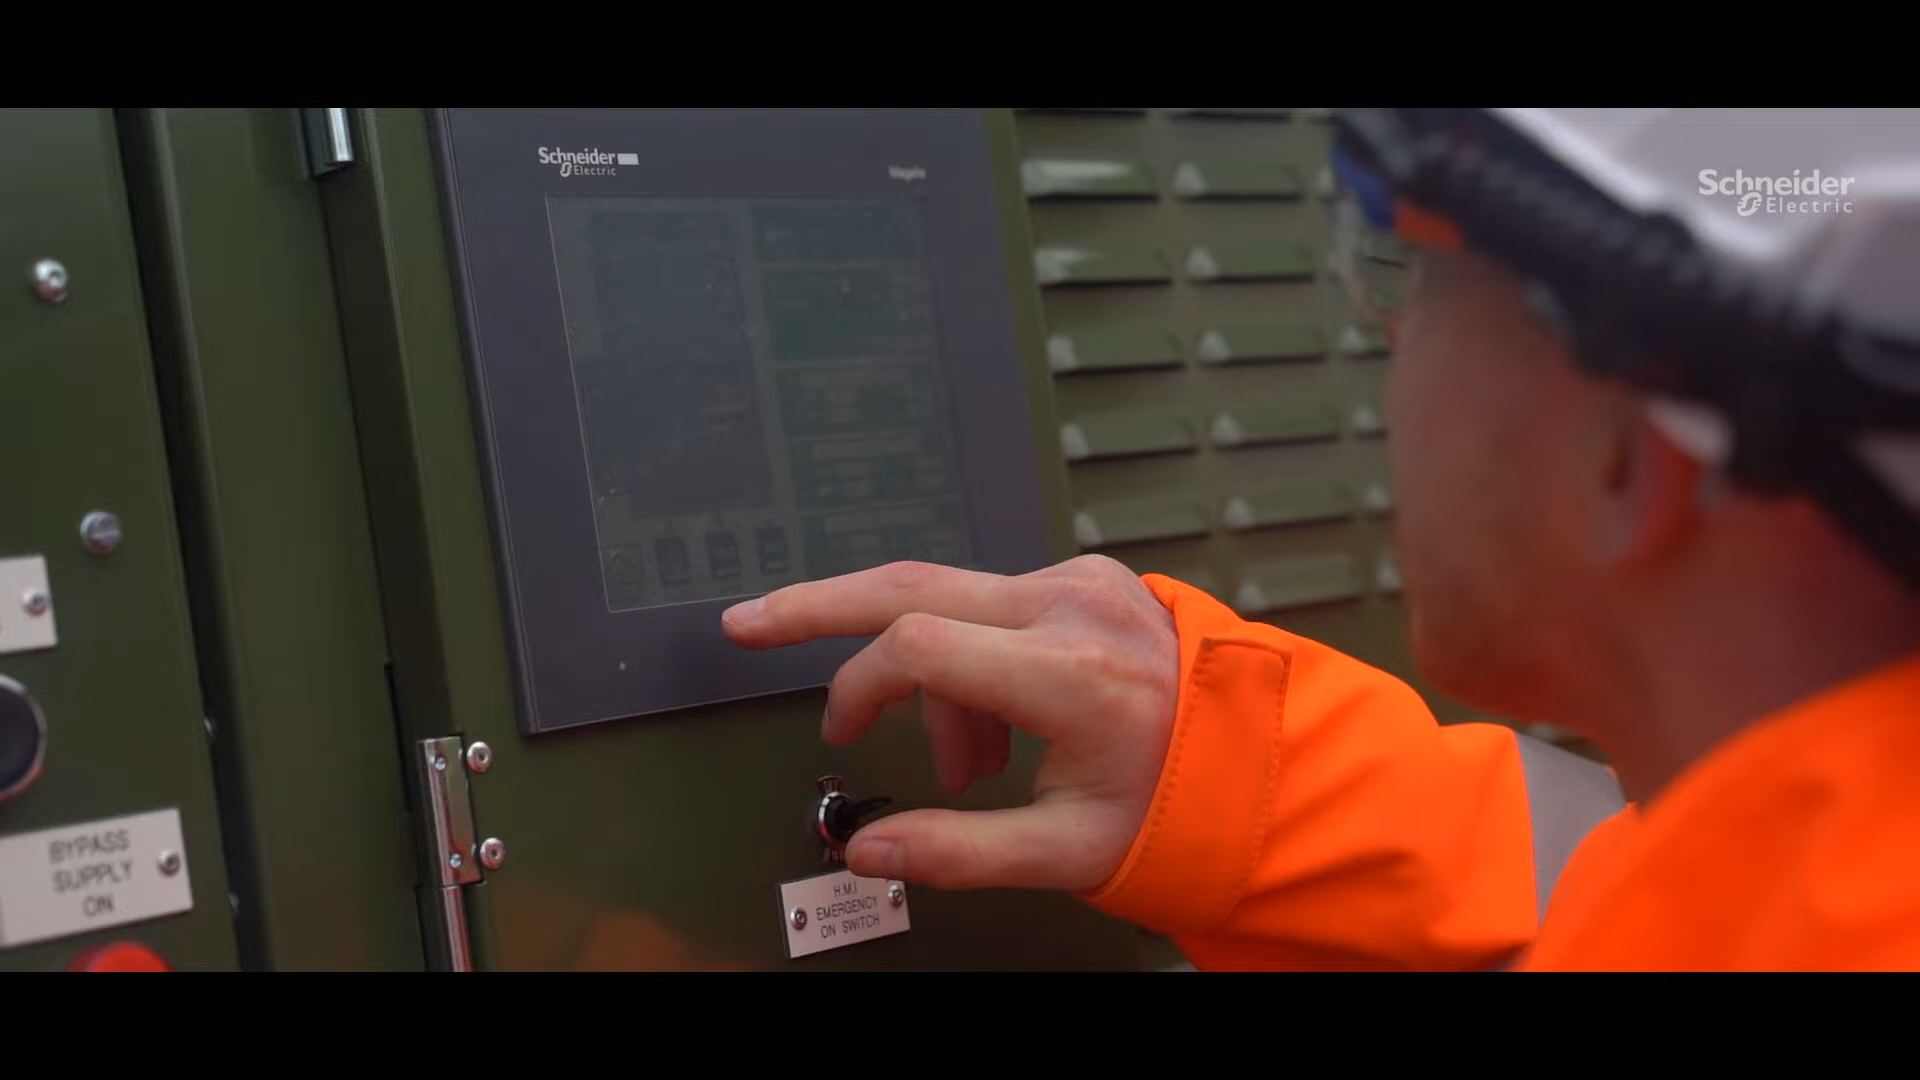 Schneider
Electric
Magelis
Schneider
Electric
BYPASS
SUPPLY
ON
H.M.I
EMERGENCY
ON SWITCH